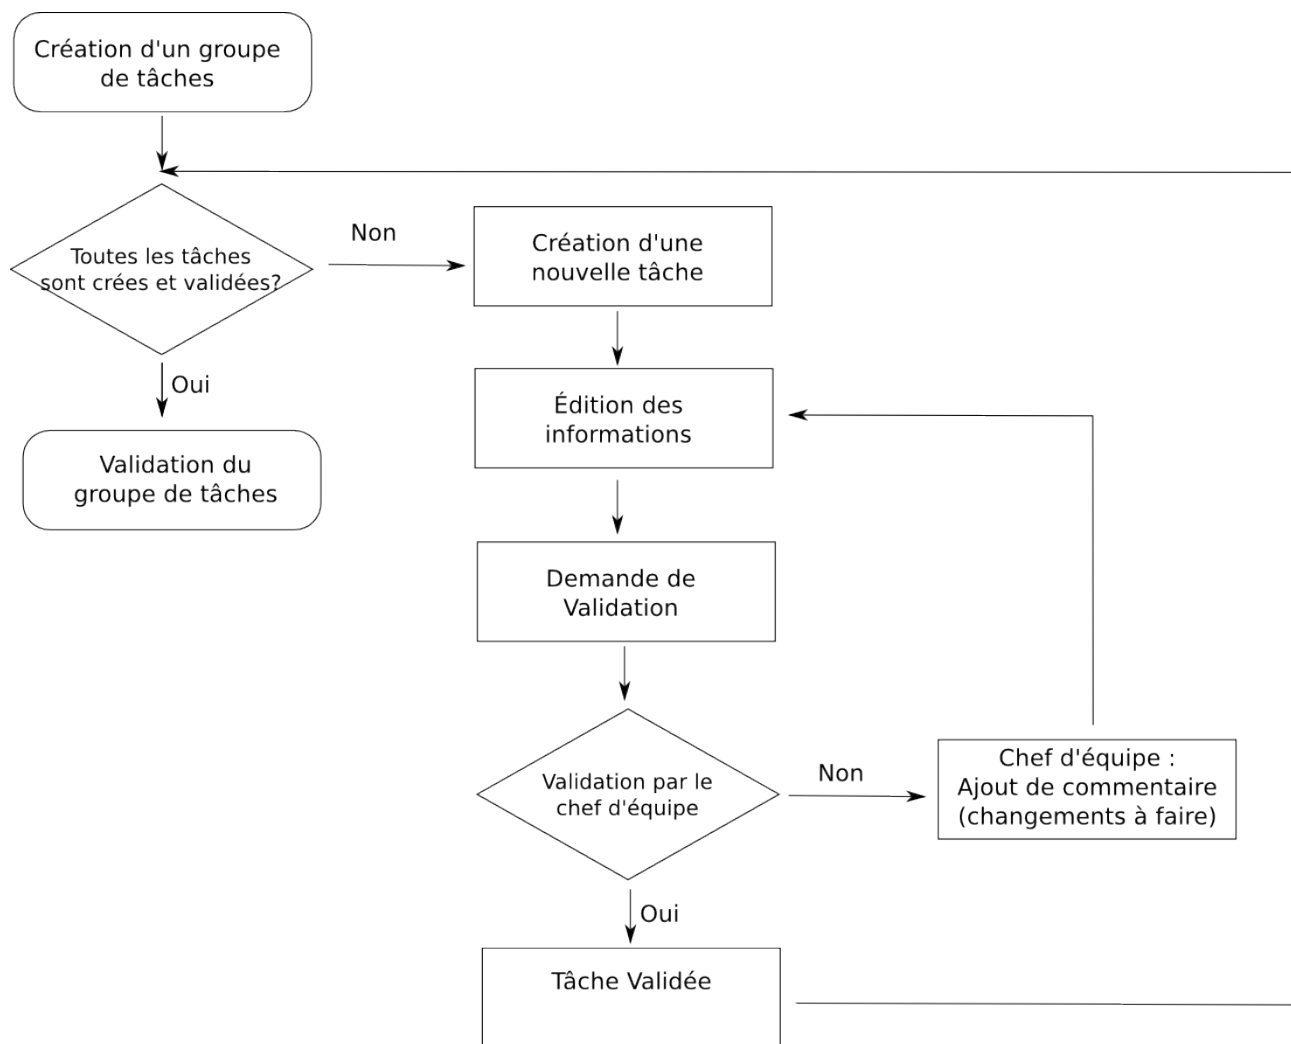 Création d'un groupe
de tâches
Toutes les tâches
sont crées et validées?
Non
Création d'une
nouvelle tâche
Oui
Édition des
informations
Validation du
groupe de tâches
Demande de
Validation
Validation par le
chef d'équipe
Non
Chef d'équipe :
Ajout de commentaire
(changements à faire)
Oui
Tâche Validée